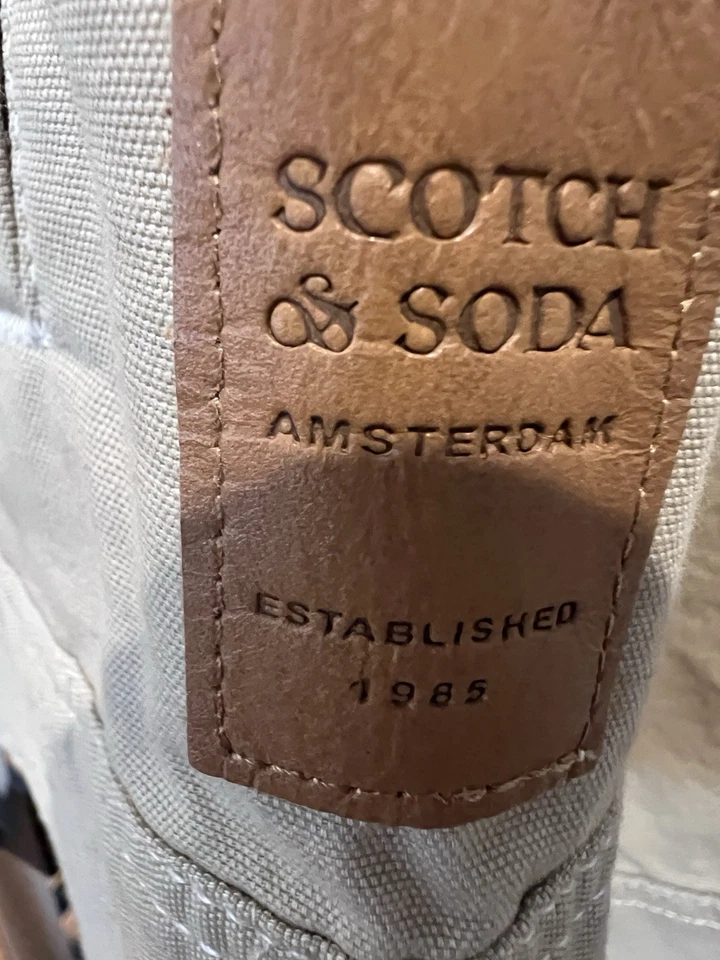 SCOTCH
& SODA
AMSTERDAM
ESTABLISHED
1985